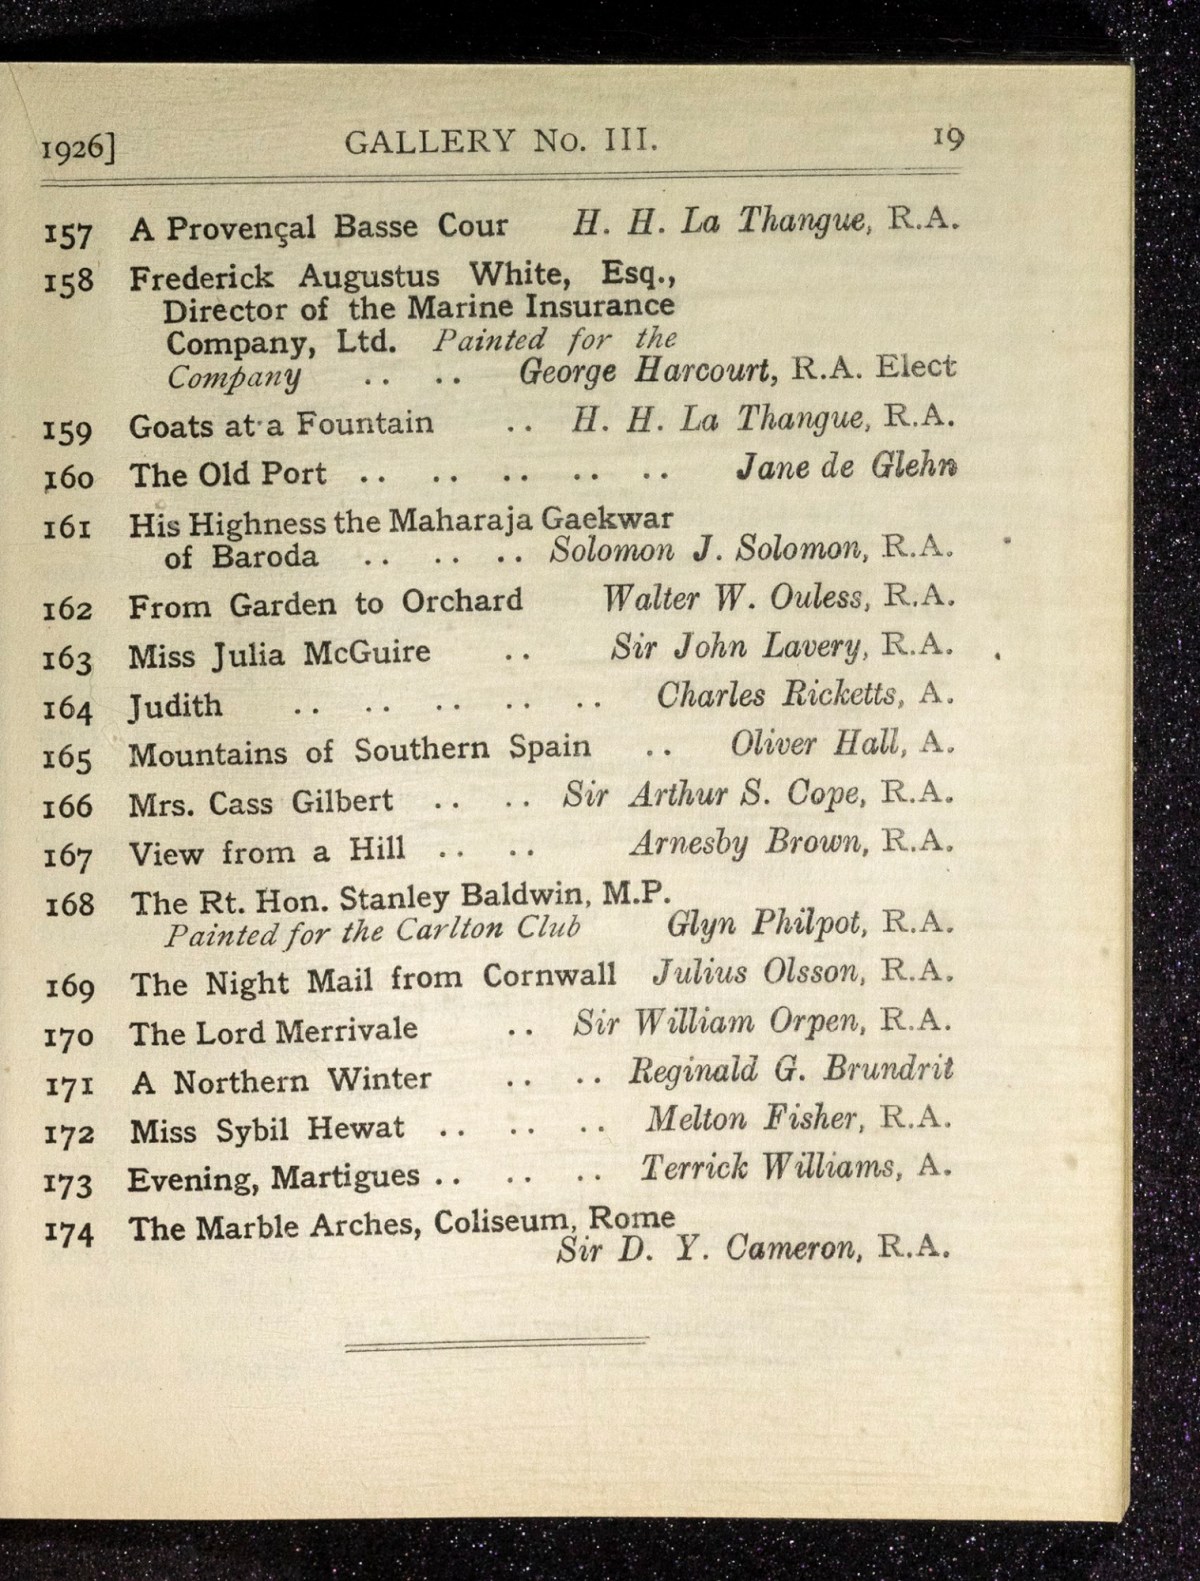 1926] GALLERY No. III. 19
157 A Provençal Basse Cour H. H. La Thangue, R.A.
158 Frederick Augustus White, Esq.,
Director of the Marine Insurance
Company, Ltd. Painted for the
Company .. .. George Harcourt, R.A. Elect
159 Goats at a Fountain .. H. H. La Thangue, R.A.
160 The Old Port .. .. .. .. .. Jane de Glehn
161 His Highness the Maharaja Gaekwar
of Baroda .. .. .. Solomon J. Solomon, R.A.
162 From Garden to Orchard Walter W. Ouless, R.A.
163 Miss Julia McGuire .. Sir John Lavery, R.A.
164 Judith .. .. .. .. .. Charles Ricketts, A.
165 Mountains of Southern Spain .. Oliver Hall, A.
166 Mrs. Cass Gilbert .. .. Sir Arthur S. Cope, R.A.
167 View from a Hill .. .. Arnesby Brown, R.A.
168 The Rt. Hon. Stanley Baldwin, M.P.
Painted for the Carlton Club Glyn Philpot, R.A.
169 The Night Mail from Cornwall Julius Olsson, R.A.
170 The Lord Merrivale .. Sir William Orpen, R.A.
171 A Northern Winter .. .. Reginald G. Brundrit
172 Miss Sybil Hewat .. .. .. Melton Fisher, R.A.
173 Evening, Martigues .. .. .. Terrick Williams, A.
174 The Marble Arches, Coliseum, Rome
Sir D. Y. Cameron, R.A.